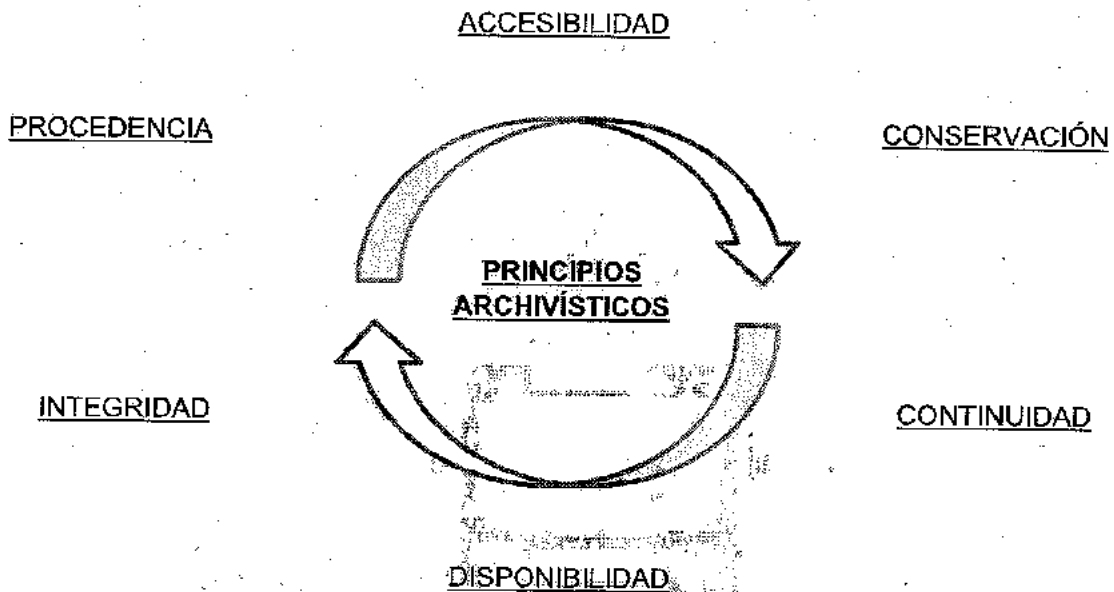 ACCESIBILIDAD
PROCEDENCIA
CONSERVACIÓN
PRINCIPIOS
ARCHIVÍSTICOS
INTEGRIDAD
CONTINUIDAD
DISPONIBILIDAD